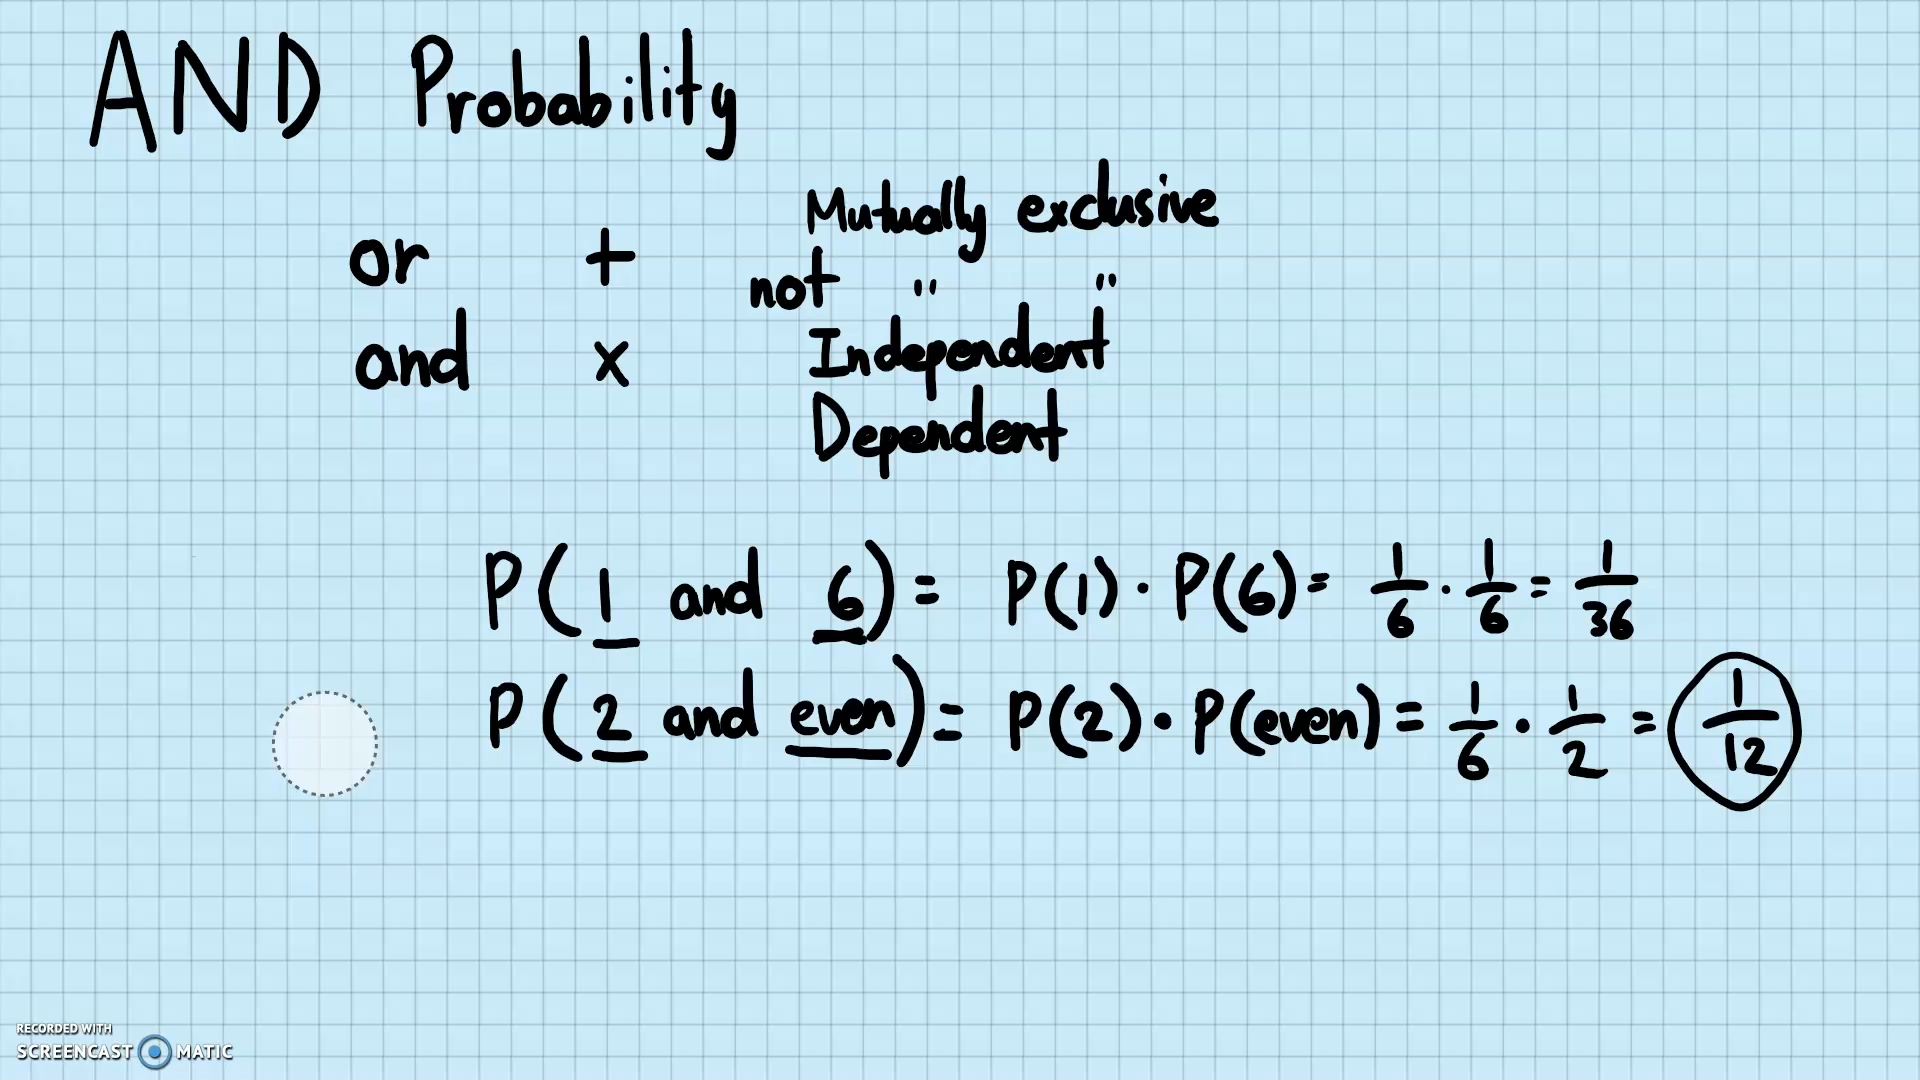 AND Probability
or + Mutually exclusive
not " "
and x Independent
Dependent
P(1 and 6) = P(1) · P(6) = 1/6 · 1/6 = 1/36
P(2 and even) = P(2) · P(even) = 1/6 · 1/2 = 1/12
RECORDED WITH
SCREENCAST MATIC